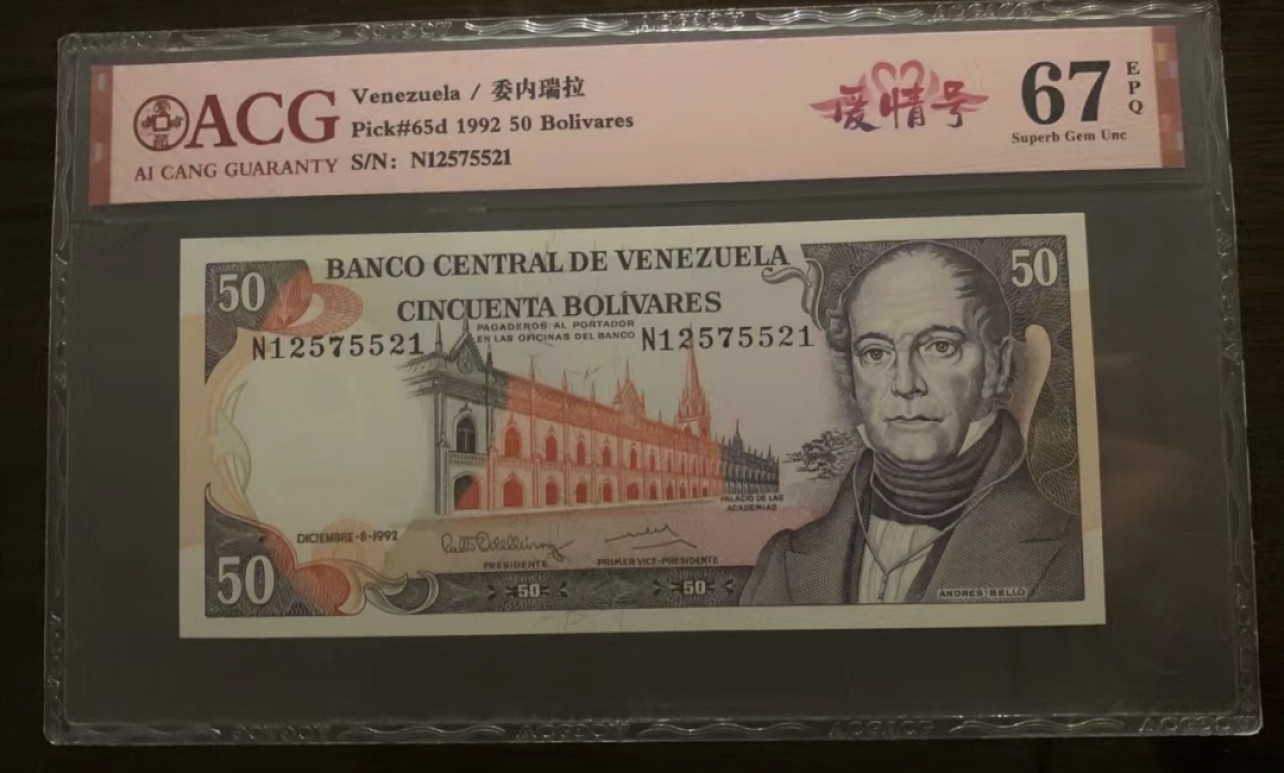 ACG
AI CANG GUARANTY
Venezuela / 委内瑞拉
Pick#65d 1992 50 Bolivares
S/N: N12575521
爱情号
67
EPQ
Superb Gem Unc
50
BANCO CENTRAL DE VENEZUELA
50
CINCUENTA BOLÍVARES
PAGADEROS AL PORTADOR
EN LAS OFICINAS DEL BANCO
N12575521
N12575521
PALACIO DE LAS
ACADEMIAS
DICIEMBRE-8-1992
PRESIDENTE
PRIMER VICE-PRESIDENTE
50
50
50
ANDRES BELLO